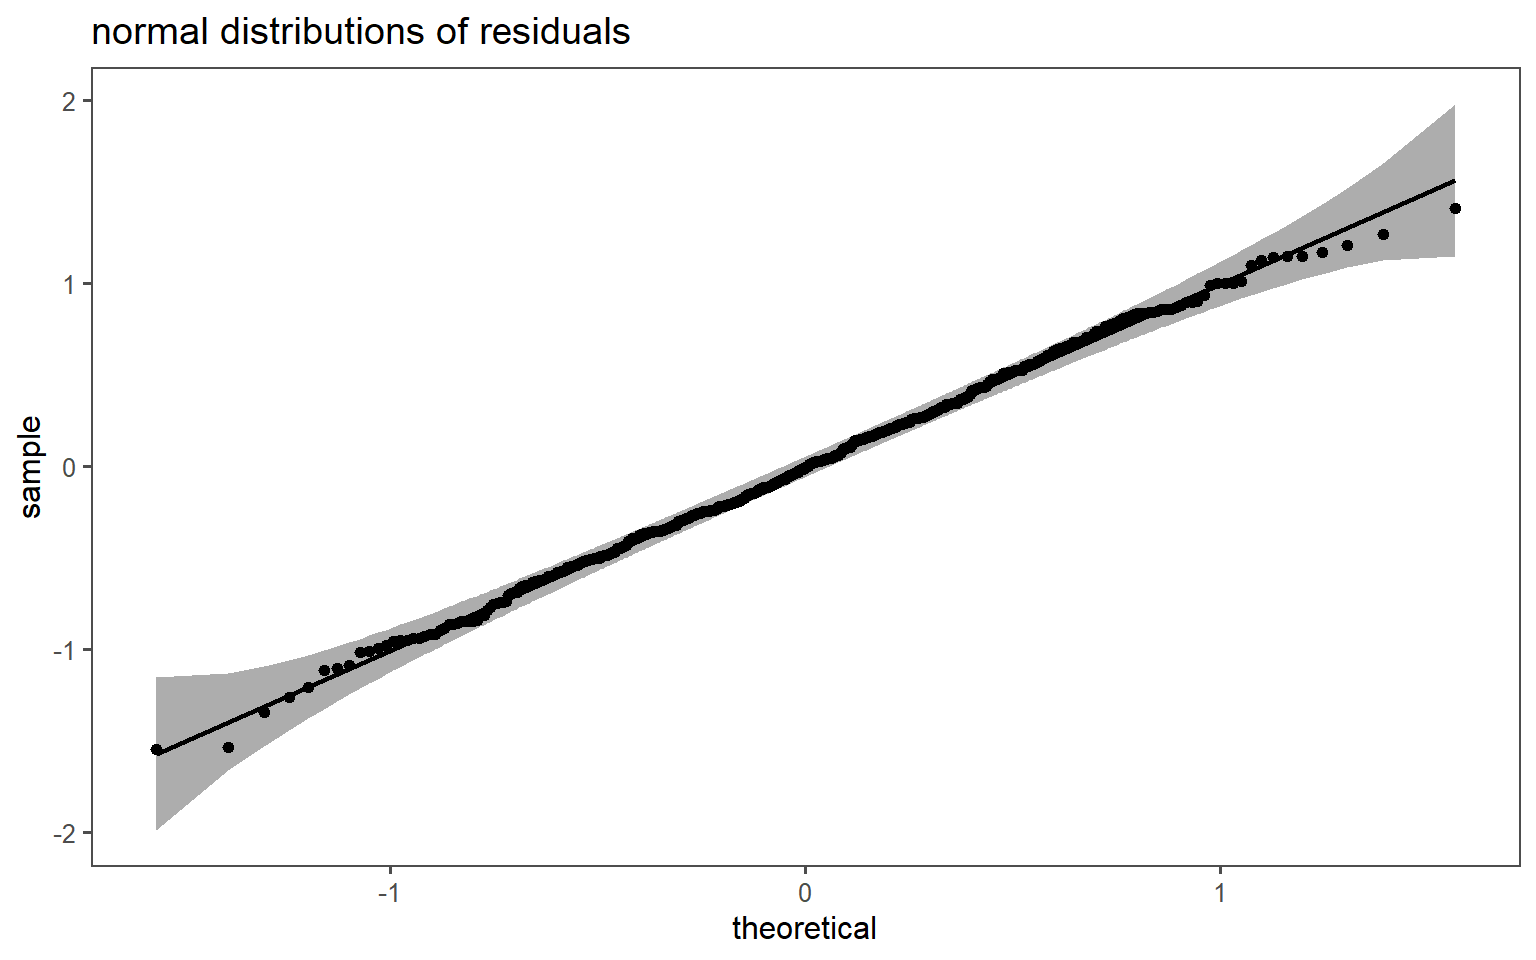 normal distributions of residuals
2
1
0
-1
-2
sample
-1 0 1
theoretical